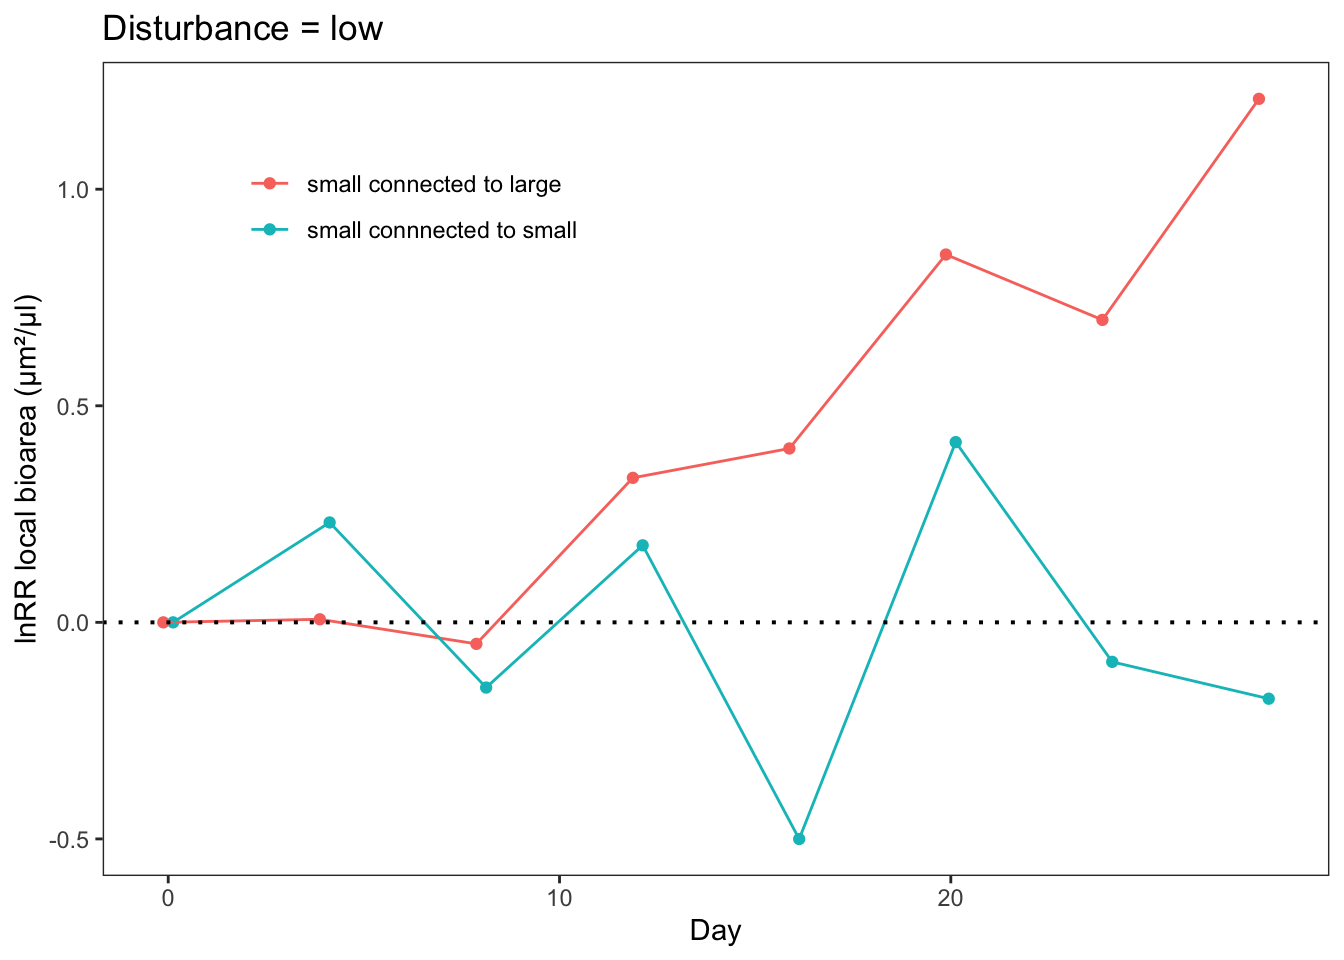 Disturbance = low
small connected to large
small connnected to small
lnRR local bioarea (μm²/μl)
1.0
0.5
0.0
-0.5
0
10
20
Day